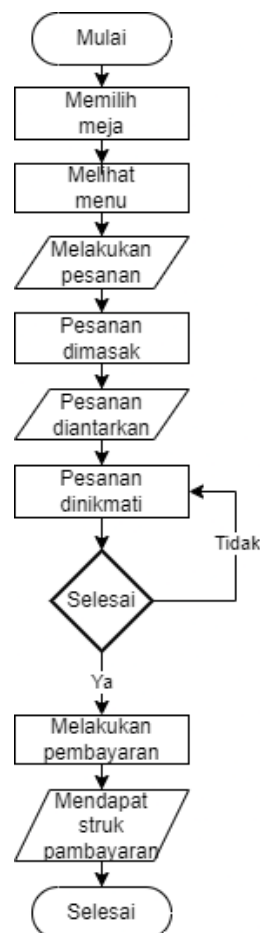 Mulai
Memilih
meja
Melihat
menu
Melakukan
pesanan
Pesanan
dimasak
Pesanan
diantarkan
Pesanan
dinikmati
Tidak
Selesai
Ya
Melakukan
pembayaran
Mendapat
struk
pambayaran
Selesai